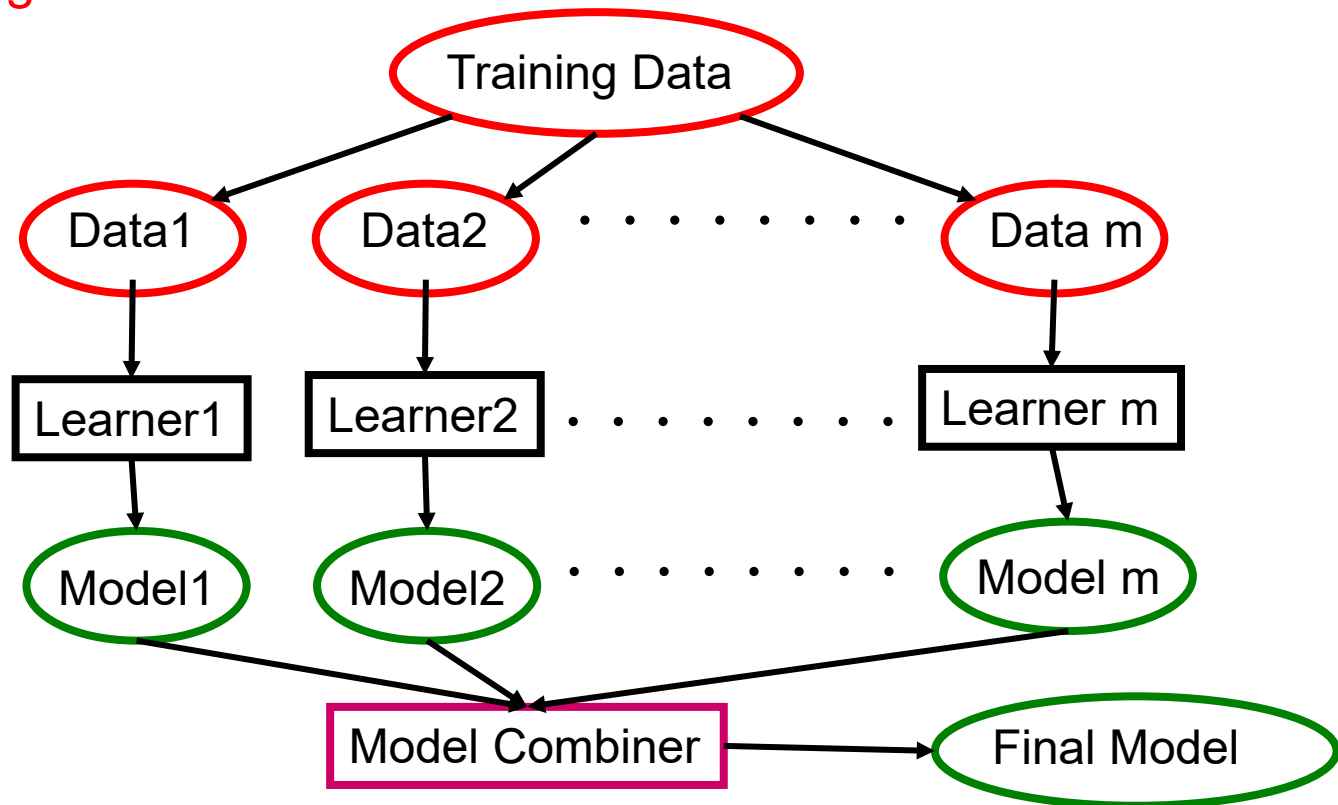 g
Training Data
Data1 Data2 . . . . . . . . Data m
Learner1 Learner2 . . . . . . . . Learner m
Model1 Model2 . . . . . . . . Model m
Model Combiner Final Model